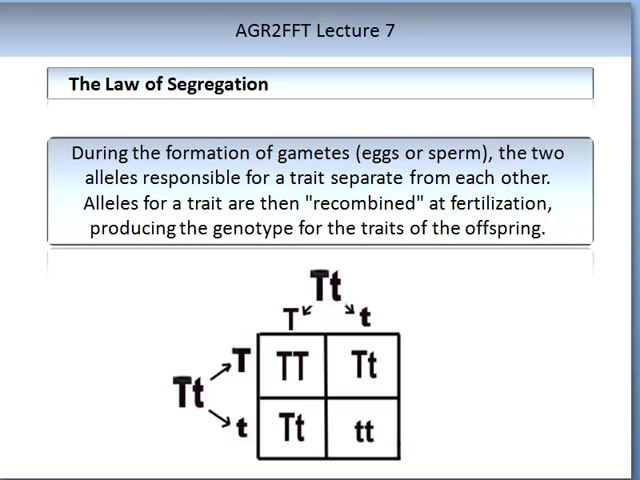 AGR2FFT Lecture 7
The Law of Segregation
During the formation of gametes (eggs or sperm), the two
alleles responsible for a trait separate from each other.
Alleles for a trait are then "recombined" at fertilization,
producing the genotype for the traits of the offspring.
Tt
T t
T TT Tt
Tt
t Tt tt